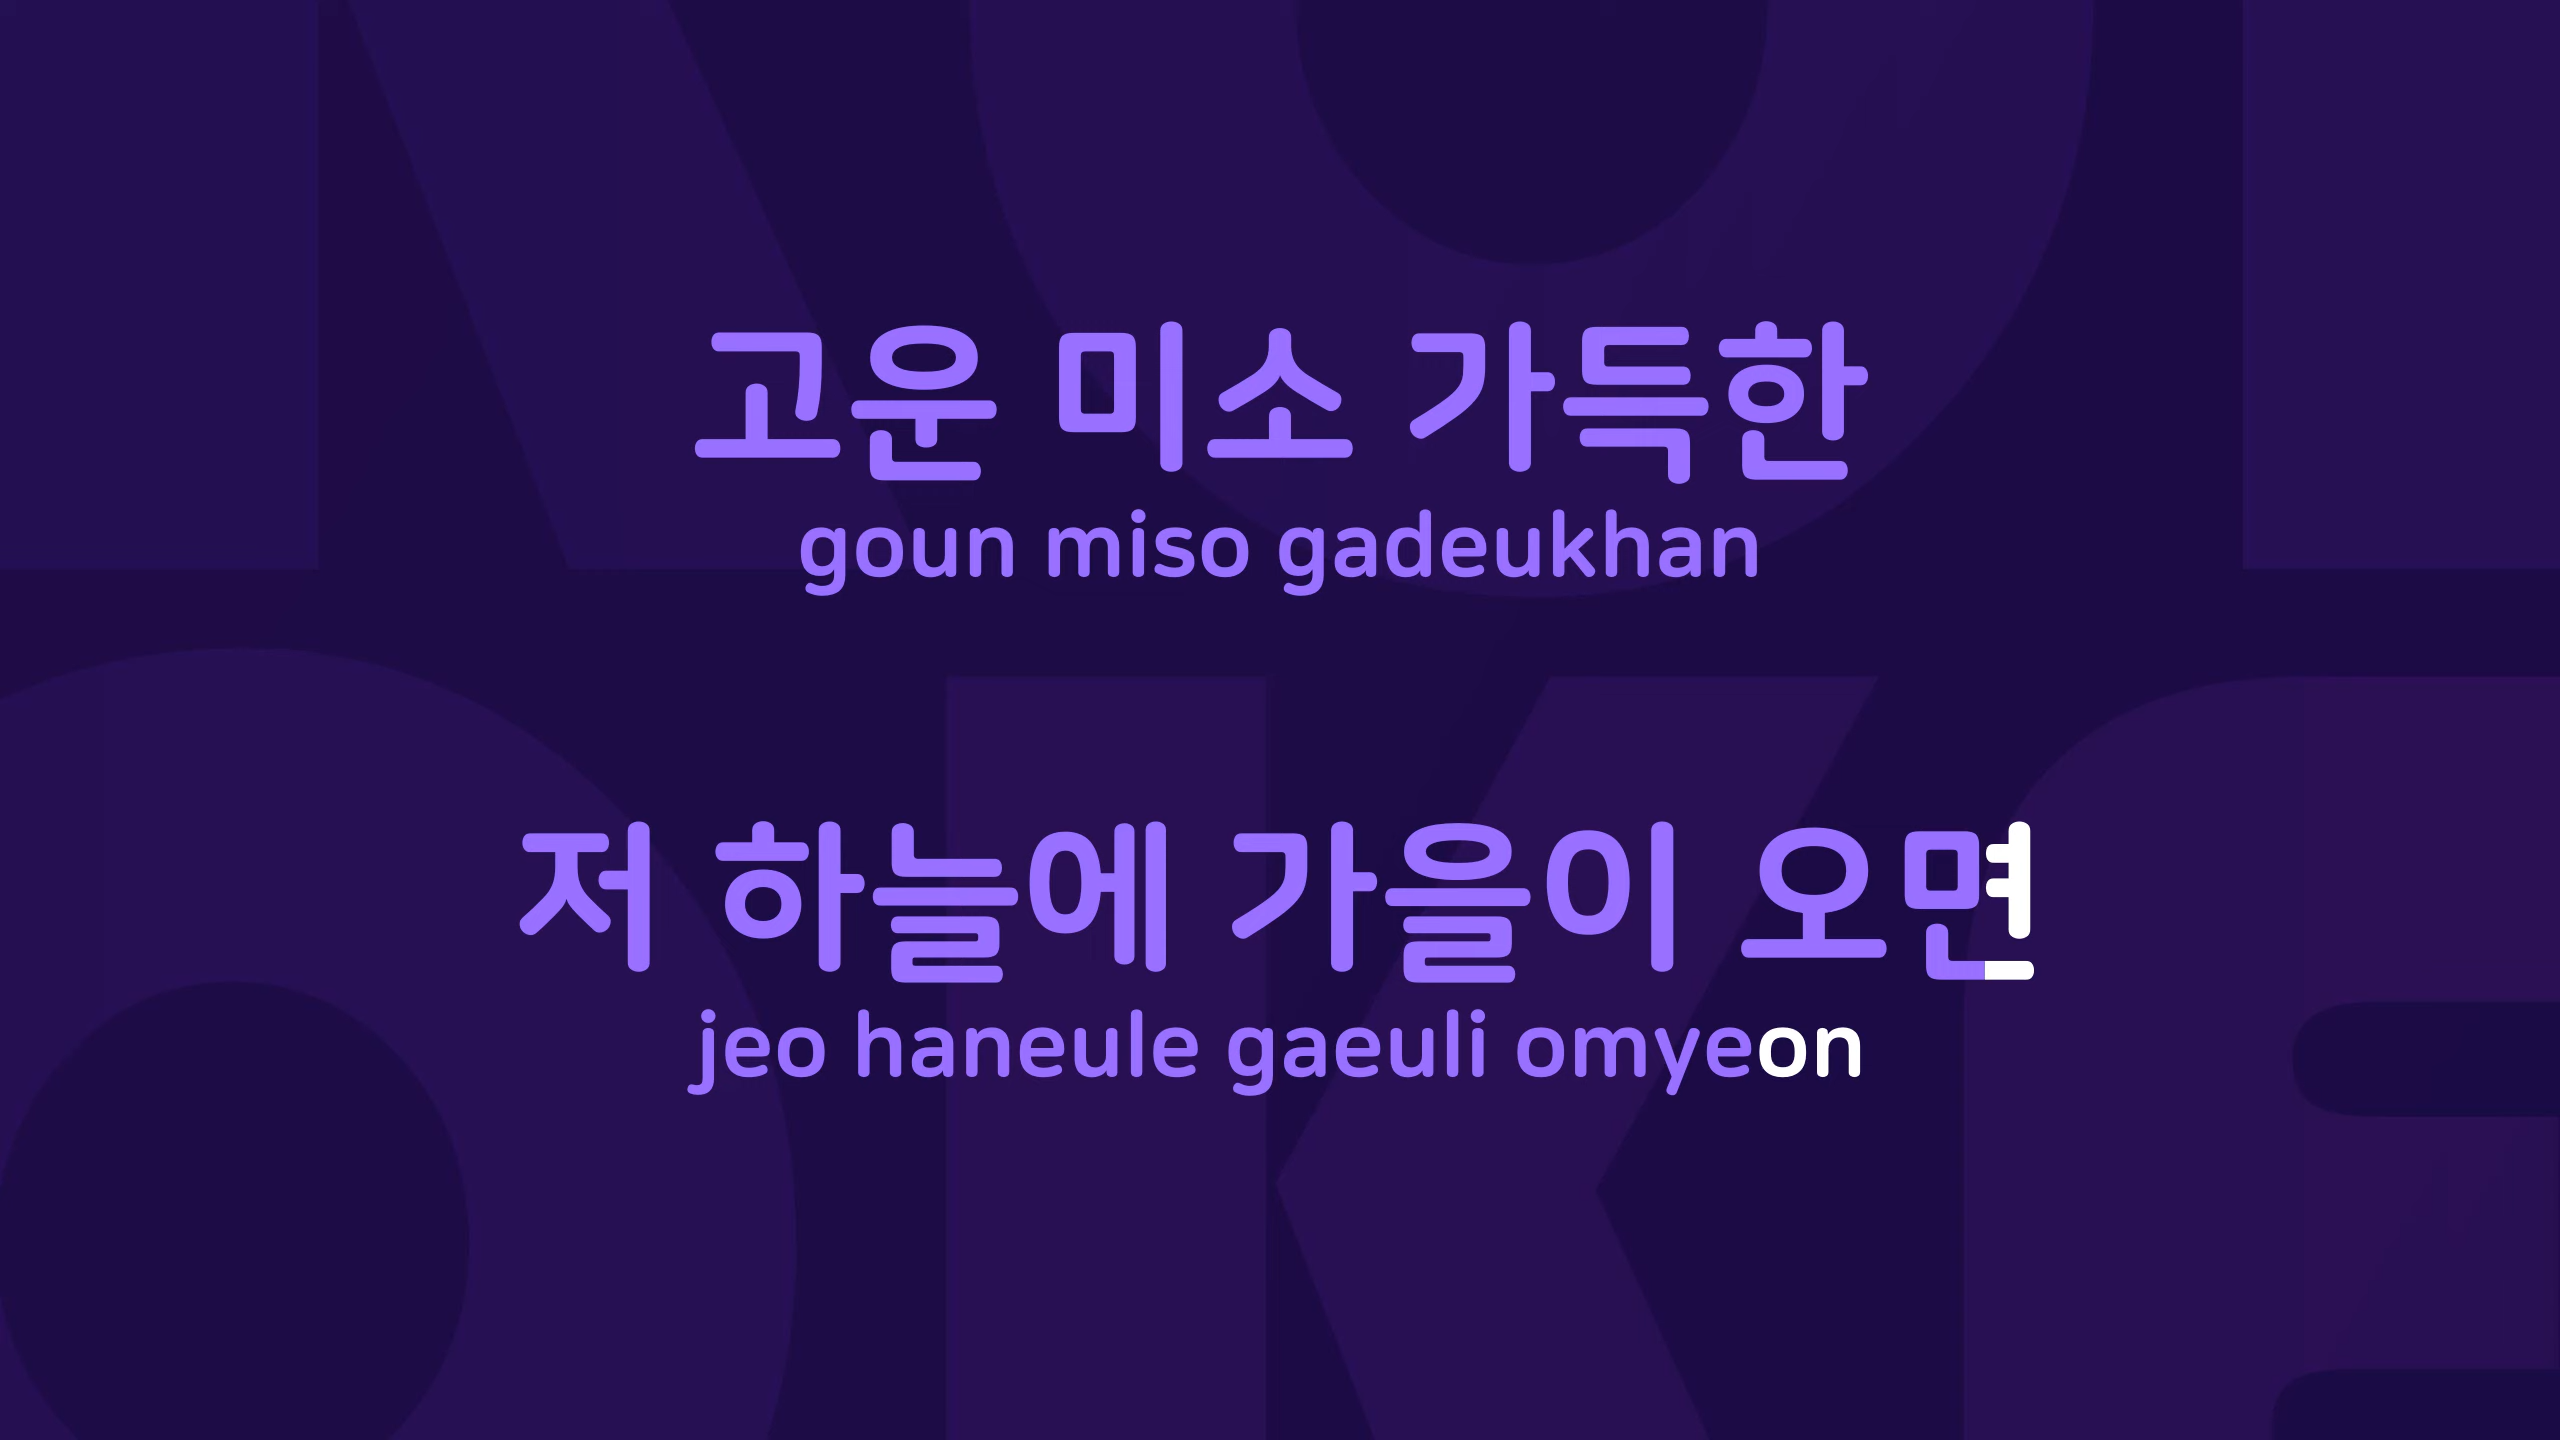 고운 미소 가득한
goun miso gadeukhan
저 하늘에 가을이 오면
jeo haneule gaeuli omyeon